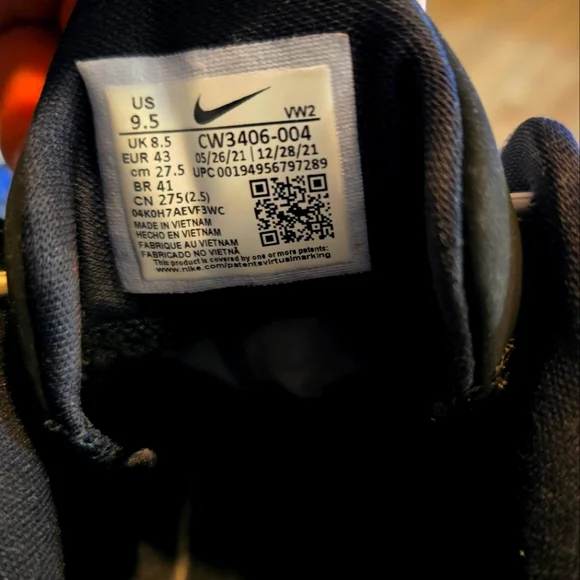 US
9.5
VW2
UK 8.5
EUR 43
cm 27.5
BR 41
CN 275(2.5)
CW3406-004
05/26/21 | 12/28/21
UPC 00194956797289
04K0H7AEVF3WC
MADE IN VIETNAM
HECHO EN VIETNAM
FABRIQUE AU VIETNAM
FABRICADO NO VIETNÃ
This product is covered by one or more patents:
www.nike.com/patentsvirtualmarking